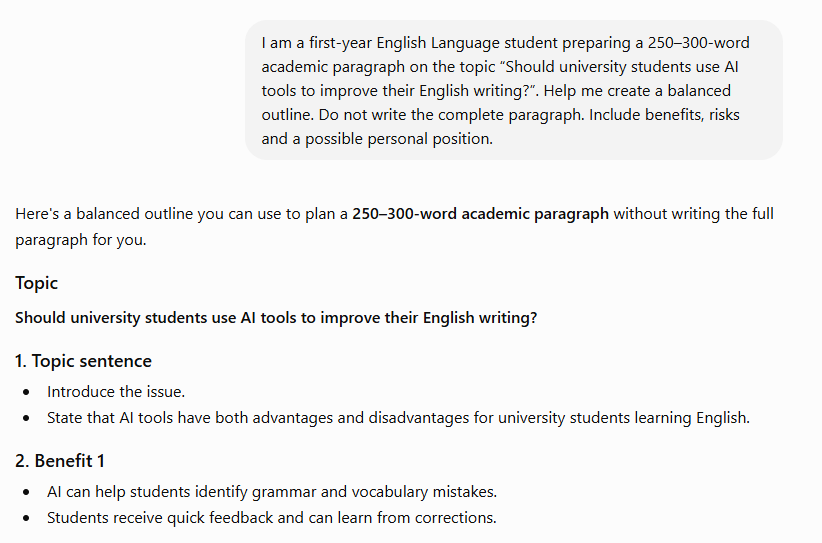 I am a first-year English Language student preparing a 250–300-word
academic paragraph on the topic “Should university students use AI
tools to improve their English writing?”. Help me create a balanced
outline. Do not write the complete paragraph. Include benefits, risks
and a possible personal position.
Here's a balanced outline you can use to plan a 250–300-word academic paragraph without writing the full
paragraph for you.
Topic
Should university students use AI tools to improve their English writing?
1. Topic sentence
• Introduce the issue.
• State that AI tools have both advantages and disadvantages for university students learning English.
2. Benefit 1
• AI can help students identify grammar and vocabulary mistakes.
• Students receive quick feedback and can learn from corrections.